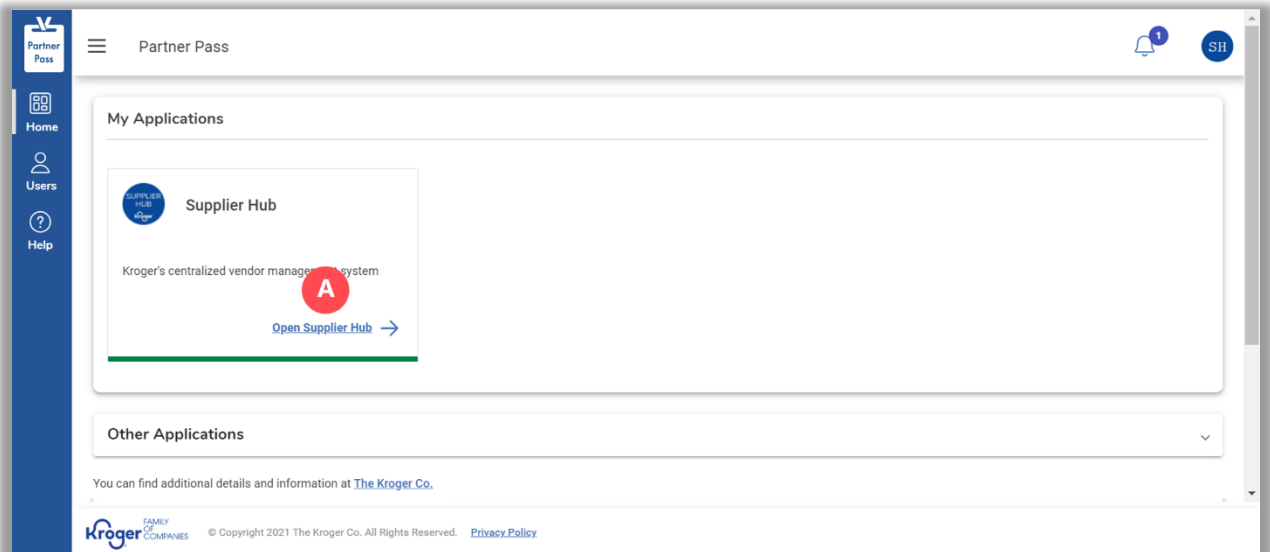 Partner
Pass
Partner Pass
1
SH
Home
Users
Help
My Applications
SUPPLIER
HUB
Kroger
Supplier Hub
Kroger's centralized vendor management system
A
Open Supplier Hub
Other Applications
You can find additional details and information at The Kroger Co.
Kroger FAMILY
OF
COMPANIES
© Copyright 2021 The Kroger Co. All Rights Reserved. Privacy Policy